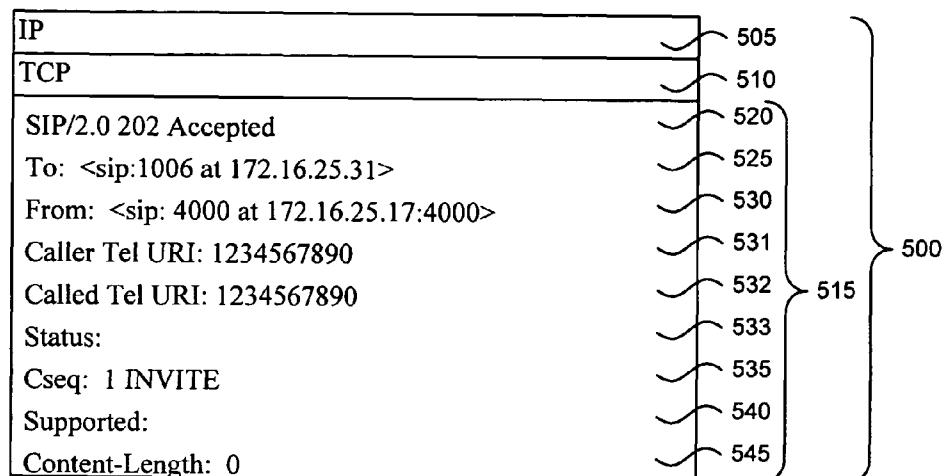 IP 505
TCP 510
SIP/2.0 202 Accepted 520
To: <sip:1006 at 172.16.25.31> 525
From: <sip: 4000 at 172.16.25.17:4000> 530
Caller Tel URI: 1234567890 531
Called Tel URI: 1234567890 532
Status: 533
Cseq: 1 INVITE 535
Supported: 540
Content-Length: 0 545
515
500